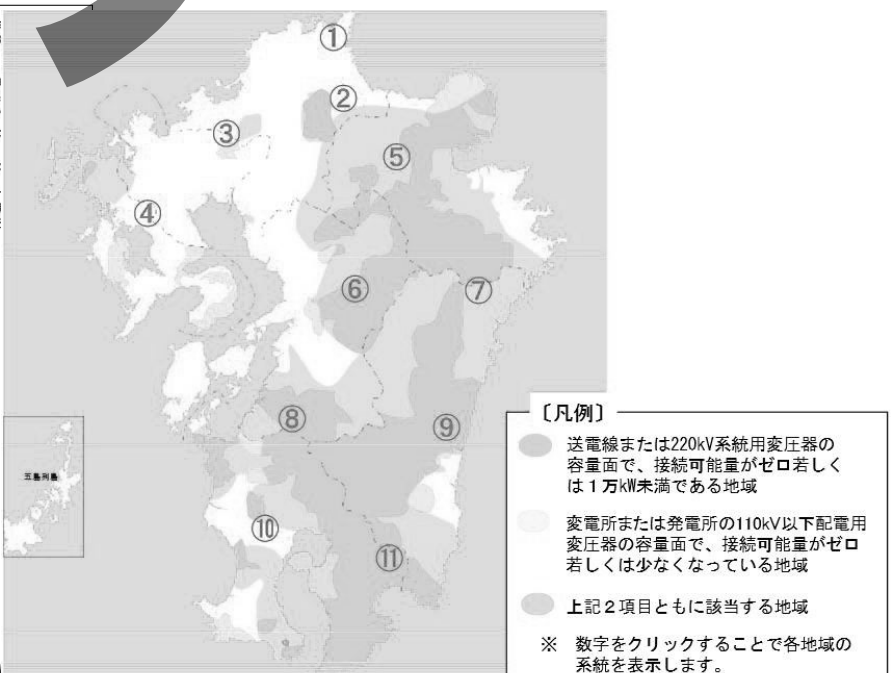 ①
②
③
⑤
④
⑥
⑦
⑧
⑨
⑩
⑪
五島列島
〔凡例〕
送電線または220kV系統用変圧器の
容量面で、接続可能量がゼロ若しく
は１万kW未満である地域
変電所または発電所の110kV以下配電用
変圧器の容量面で、接続可能量がゼロ
若しくは少なくなっている地域
上記２項目ともに該当する地域
※ 数字をクリックすることで各地域の
系統を表示します。